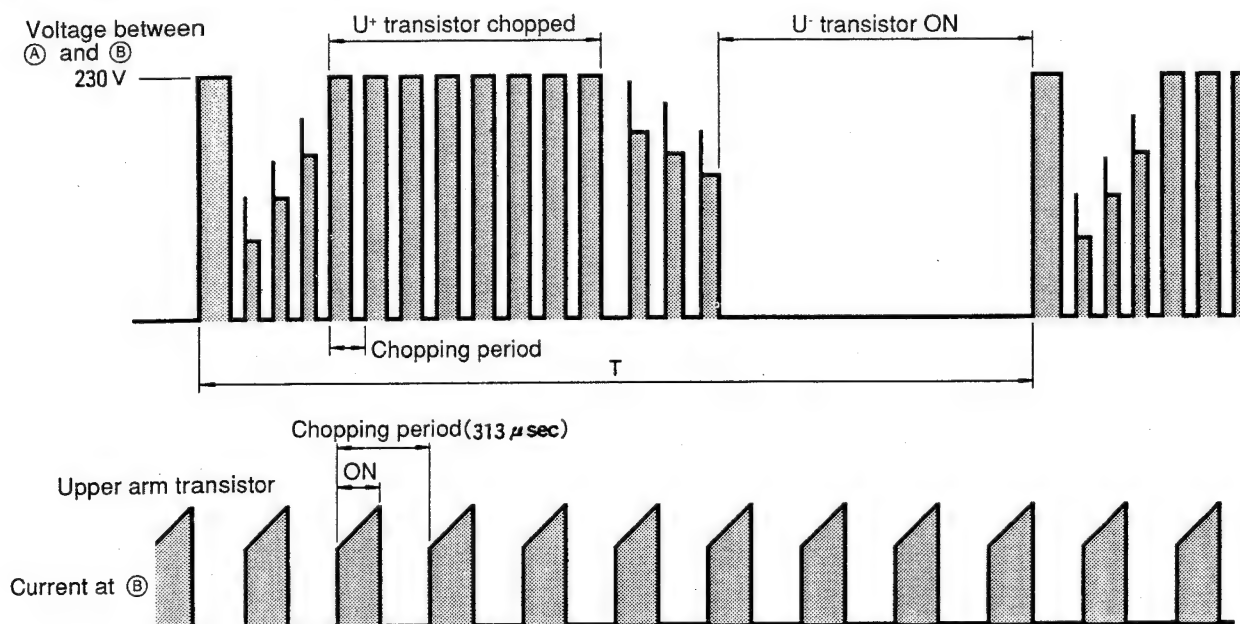 Voltage between
Ⓐ and Ⓑ
230 V
U⁺ transistor chopped
U⁻ transistor ON
Chopping period
T
Chopping period(313 μsec)
ON
Upper arm transistor
Current at Ⓑ